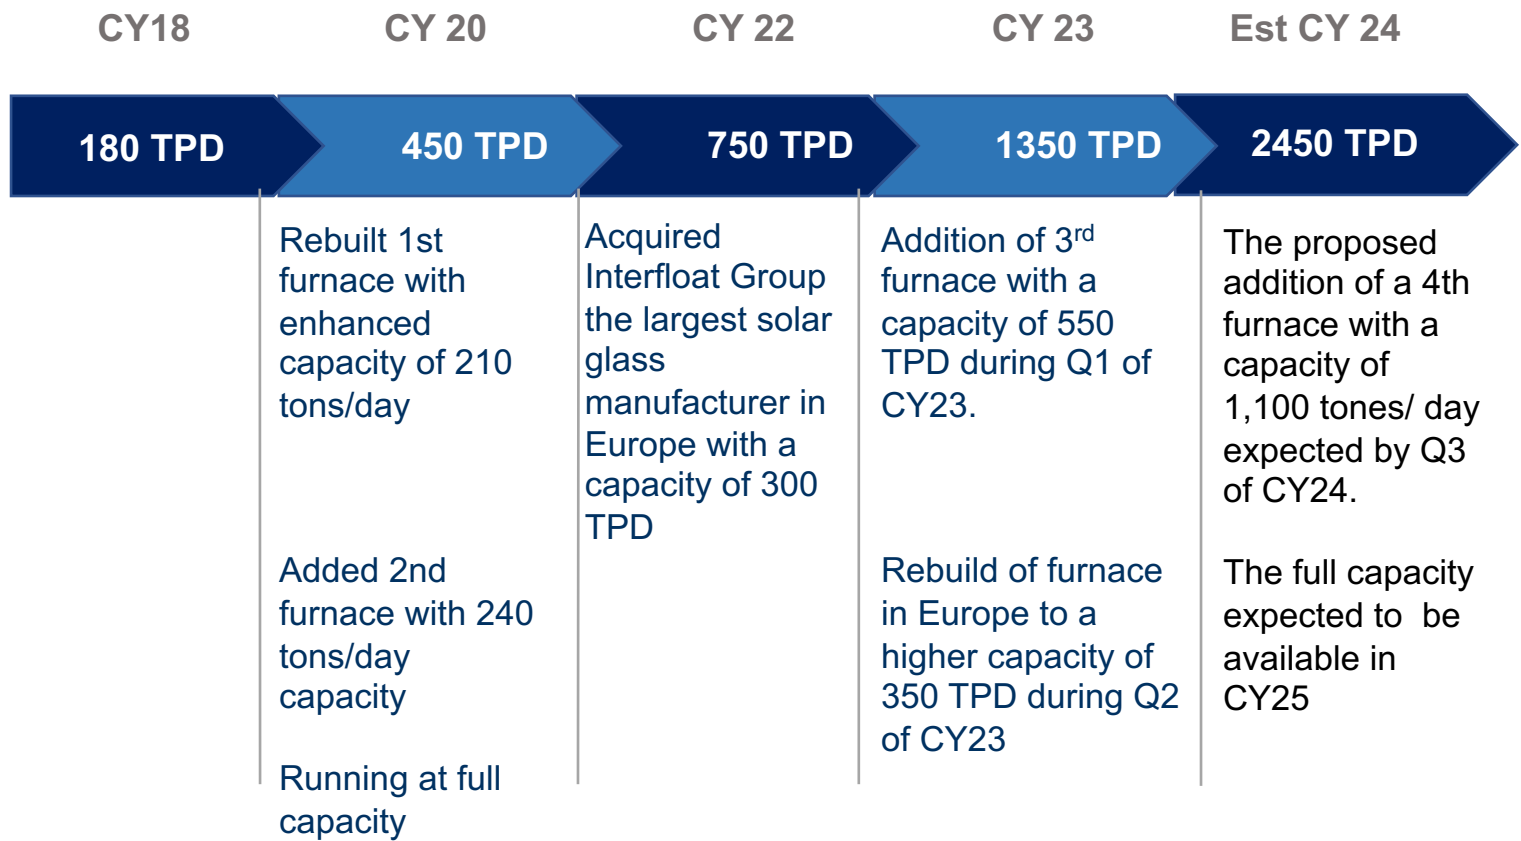 CY18
CY 20
CY 22
CY 23
Est CY 24
180 TPD
450 TPD
750 TPD
1350 TPD
2450 TPD
Rebuilt 1st
furnace with
enhanced
capacity of 210
tons/day
Added 2nd
furnace with 240
tons/day
capacity
Running at full
capacity
Acquired
Interfloat Group
the largest solar
glass
manufacturer in
Europe with a
capacity of 300
TPD
Addition of 3rd
furnace with a
capacity of 550
TPD during Q1 of
CY23.
Rebuild of furnace
in Europe to a
higher capacity of
350 TPD during Q2
of CY23
The proposed
addition of a 4th
furnace with a
capacity of
1,100 tones/ day
expected by Q3
of CY24.
The full capacity
expected to  be
available in
CY25